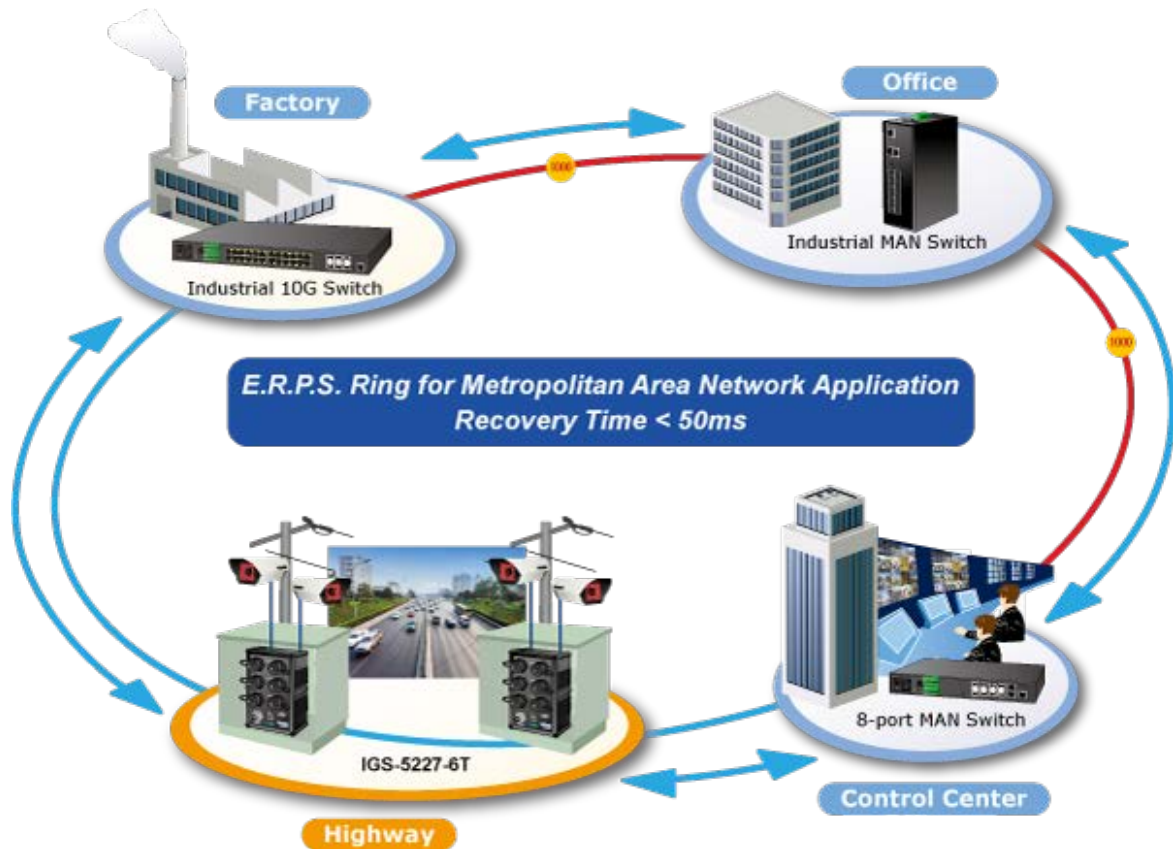 Factory
Office
1000
Industrial MAN Switch
Industrial 10G Switch
1000
E.R.P.S. Ring for Metropolitan Area Network Application
Recovery Time < 50ms
8-port MAN Switch
IGS-5227-6T
Control Center
Highway